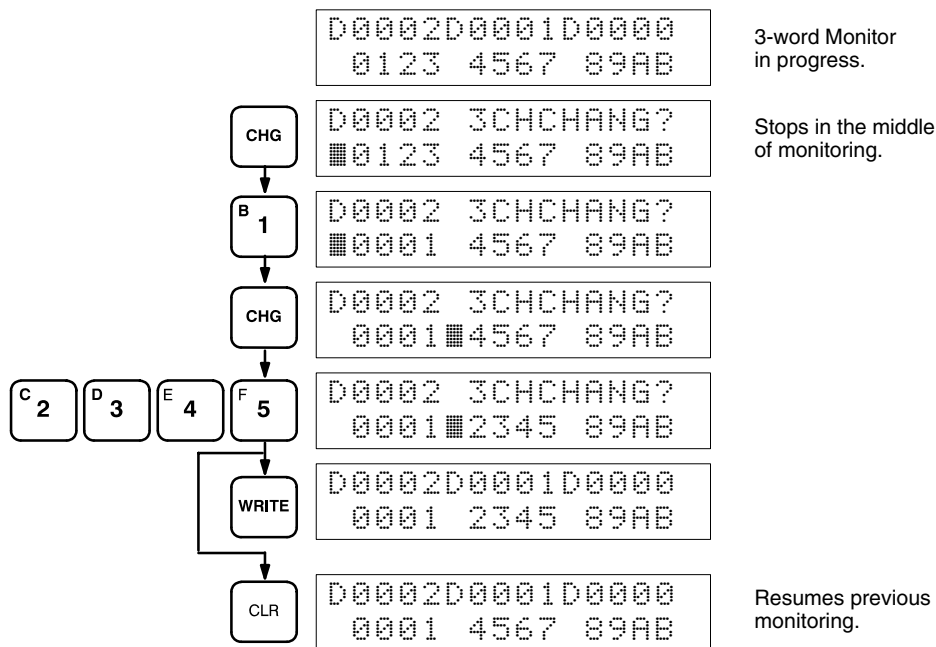 D0002D0001D0000
0123 4567 89AB
3-word Monitor
in progress.
CHG
D0002 3CHCHANG?
0123 4567 89AB
Stops in the middle
of monitoring.
B 1
D0002 3CHCHANG?
0001 4567 89AB
CHG
D0002 3CHCHANG?
0001 4567 89AB
C 2
D 3
E 4
F 5
D0002 3CHCHANG?
0001 2345 89AB
WRITE
D0002D0001D0000
0001 2345 89AB
CLR
D0002D0001D0000
0001 4567 89AB
Resumes previous
monitoring.